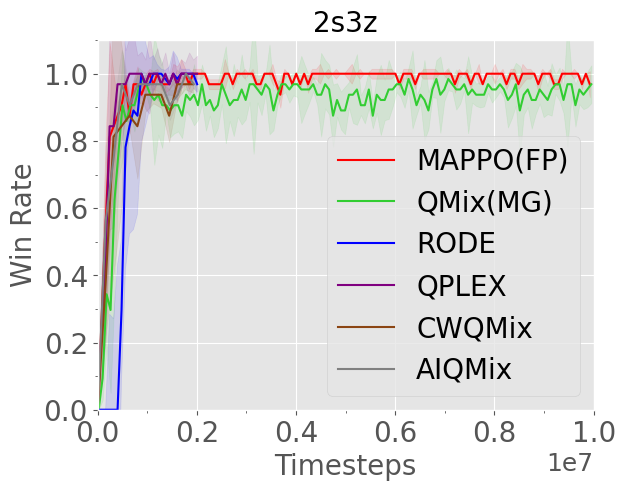 2s3z
Win Rate
1.0
0.8
0.6
0.4
0.2
0.0
MAPPO(FP)
QMix(MG)
RODE
QPLEX
CWQMix
AIQMix
0.0 0.2 0.4 0.6 0.8 1.0
Timesteps
1e7